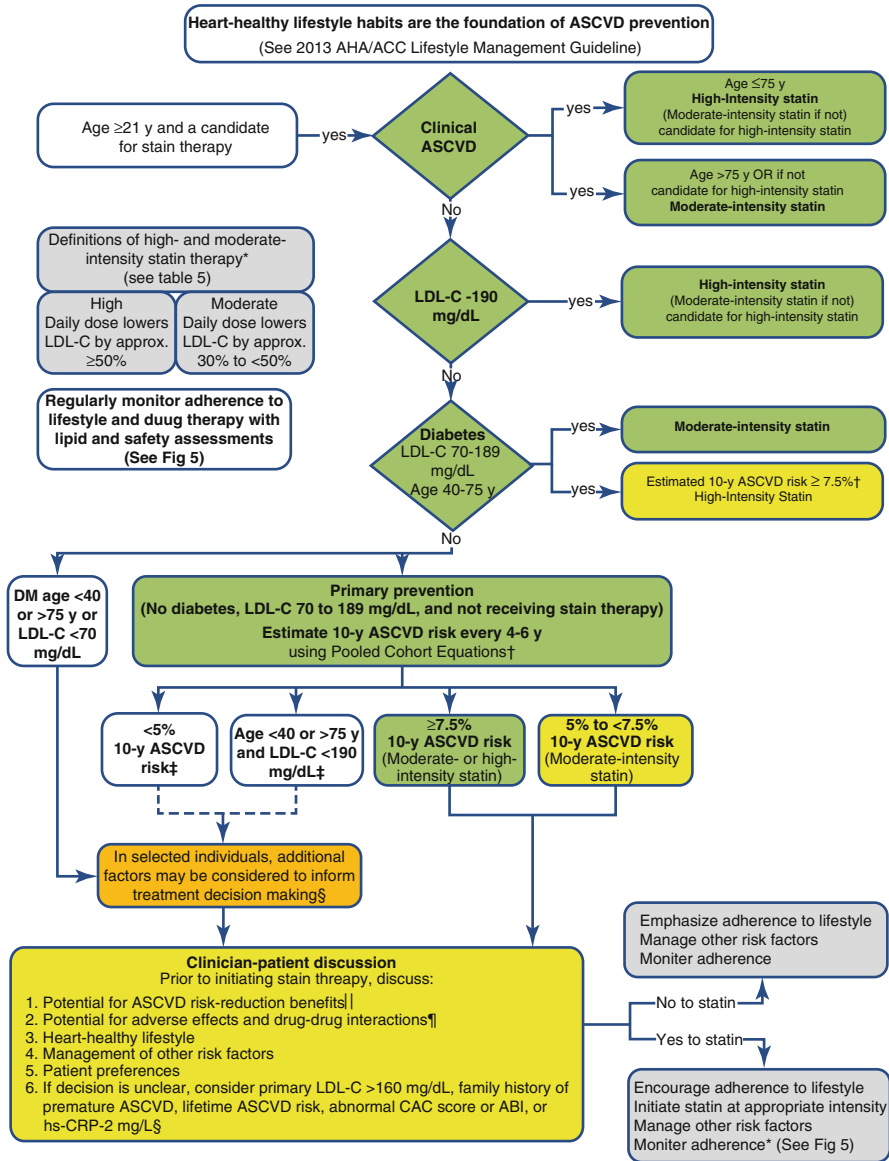 Heart-healthy lifestyle habits are the foundation of ASCVD prevention
(See 2013 AHA/ACC Lifestyle Management Guideline)
Age ≥21 y and a candidate
for stain therapy
yes
Clinical
ASCVD
yes
Age ≤75 y
High-Intensity statin
(Moderate-intensity statin if not)
candidate for high-intensity statin
yes
Age >75 y OR if not
candidate for high-intensity statin
Moderate-intensity statin
No
Definitions of high- and moderate-
intensity statin therapy*
(see table 5)
High
Daily dose lowers
LDL-C by approx.
≥50%
Moderate
Daily dose lowers
LDL-C by approx.
30% to <50%
LDL-C -190
mg/dL
yes
High-intensity statin
(Moderate-intensity statin if not)
candidate for high-intensity statin
No
Regularly monitor adherence to
lifestyle and duug therapy with
lipid and safety assessments
(See Fig 5)
Diabetes
LDL-C 70-189
mg/dL
Age 40-75 y
yes
Moderate-intensity statin
yes
Estimated 10-y ASCVD risk ≥ 7.5%†
High-Intensity Statin
No
DM age <40
or >75 y or
LDL-C <70
mg/dL
Primary prevention
(No diabetes, LDL-C 70 to 189 mg/dL, and not receiving stain therapy)
Estimate 10-y ASCVD risk every 4-6 y
using Pooled Cohort Equations†
<5%
10-y ASCVD
risk‡
Age <40 or >75 y
and LDL-C <190
mg/dL‡
≥7.5%
10-y ASCVD risk
(Moderate- or high-
intensity statin)
5% to <7.5%
10-y ASCVD risk
(Moderate-intensity
statin)
In selected individuals, additional
factors may be considered to inform
treatment decision making§
Clinician-patient discussion
Prior to initiating stain threapy, discuss:
1. Potential for ASCVD risk-reduction benefits||
2. Potential for adverse effects and drug-drug interactions¶
3. Heart-healthy lifestyle
4. Management of other risk factors
5. Patient preferences
6. If decision is unclear, consider primary LDL-C >160 mg/dL, family history of
premature ASCVD, lifetime ASCVD risk, abnormal CAC score or ABI, or
hs-CRP-2 mg/L§
Emphasize adherence to lifestyle
Manage other risk factors
Moniter adherence
No to statin
Yes to statin
Encourage adherence to lifestyle
Initiate statin at appropriate intensity
Manage other risk factors
Moniter adherence* (See Fig 5)